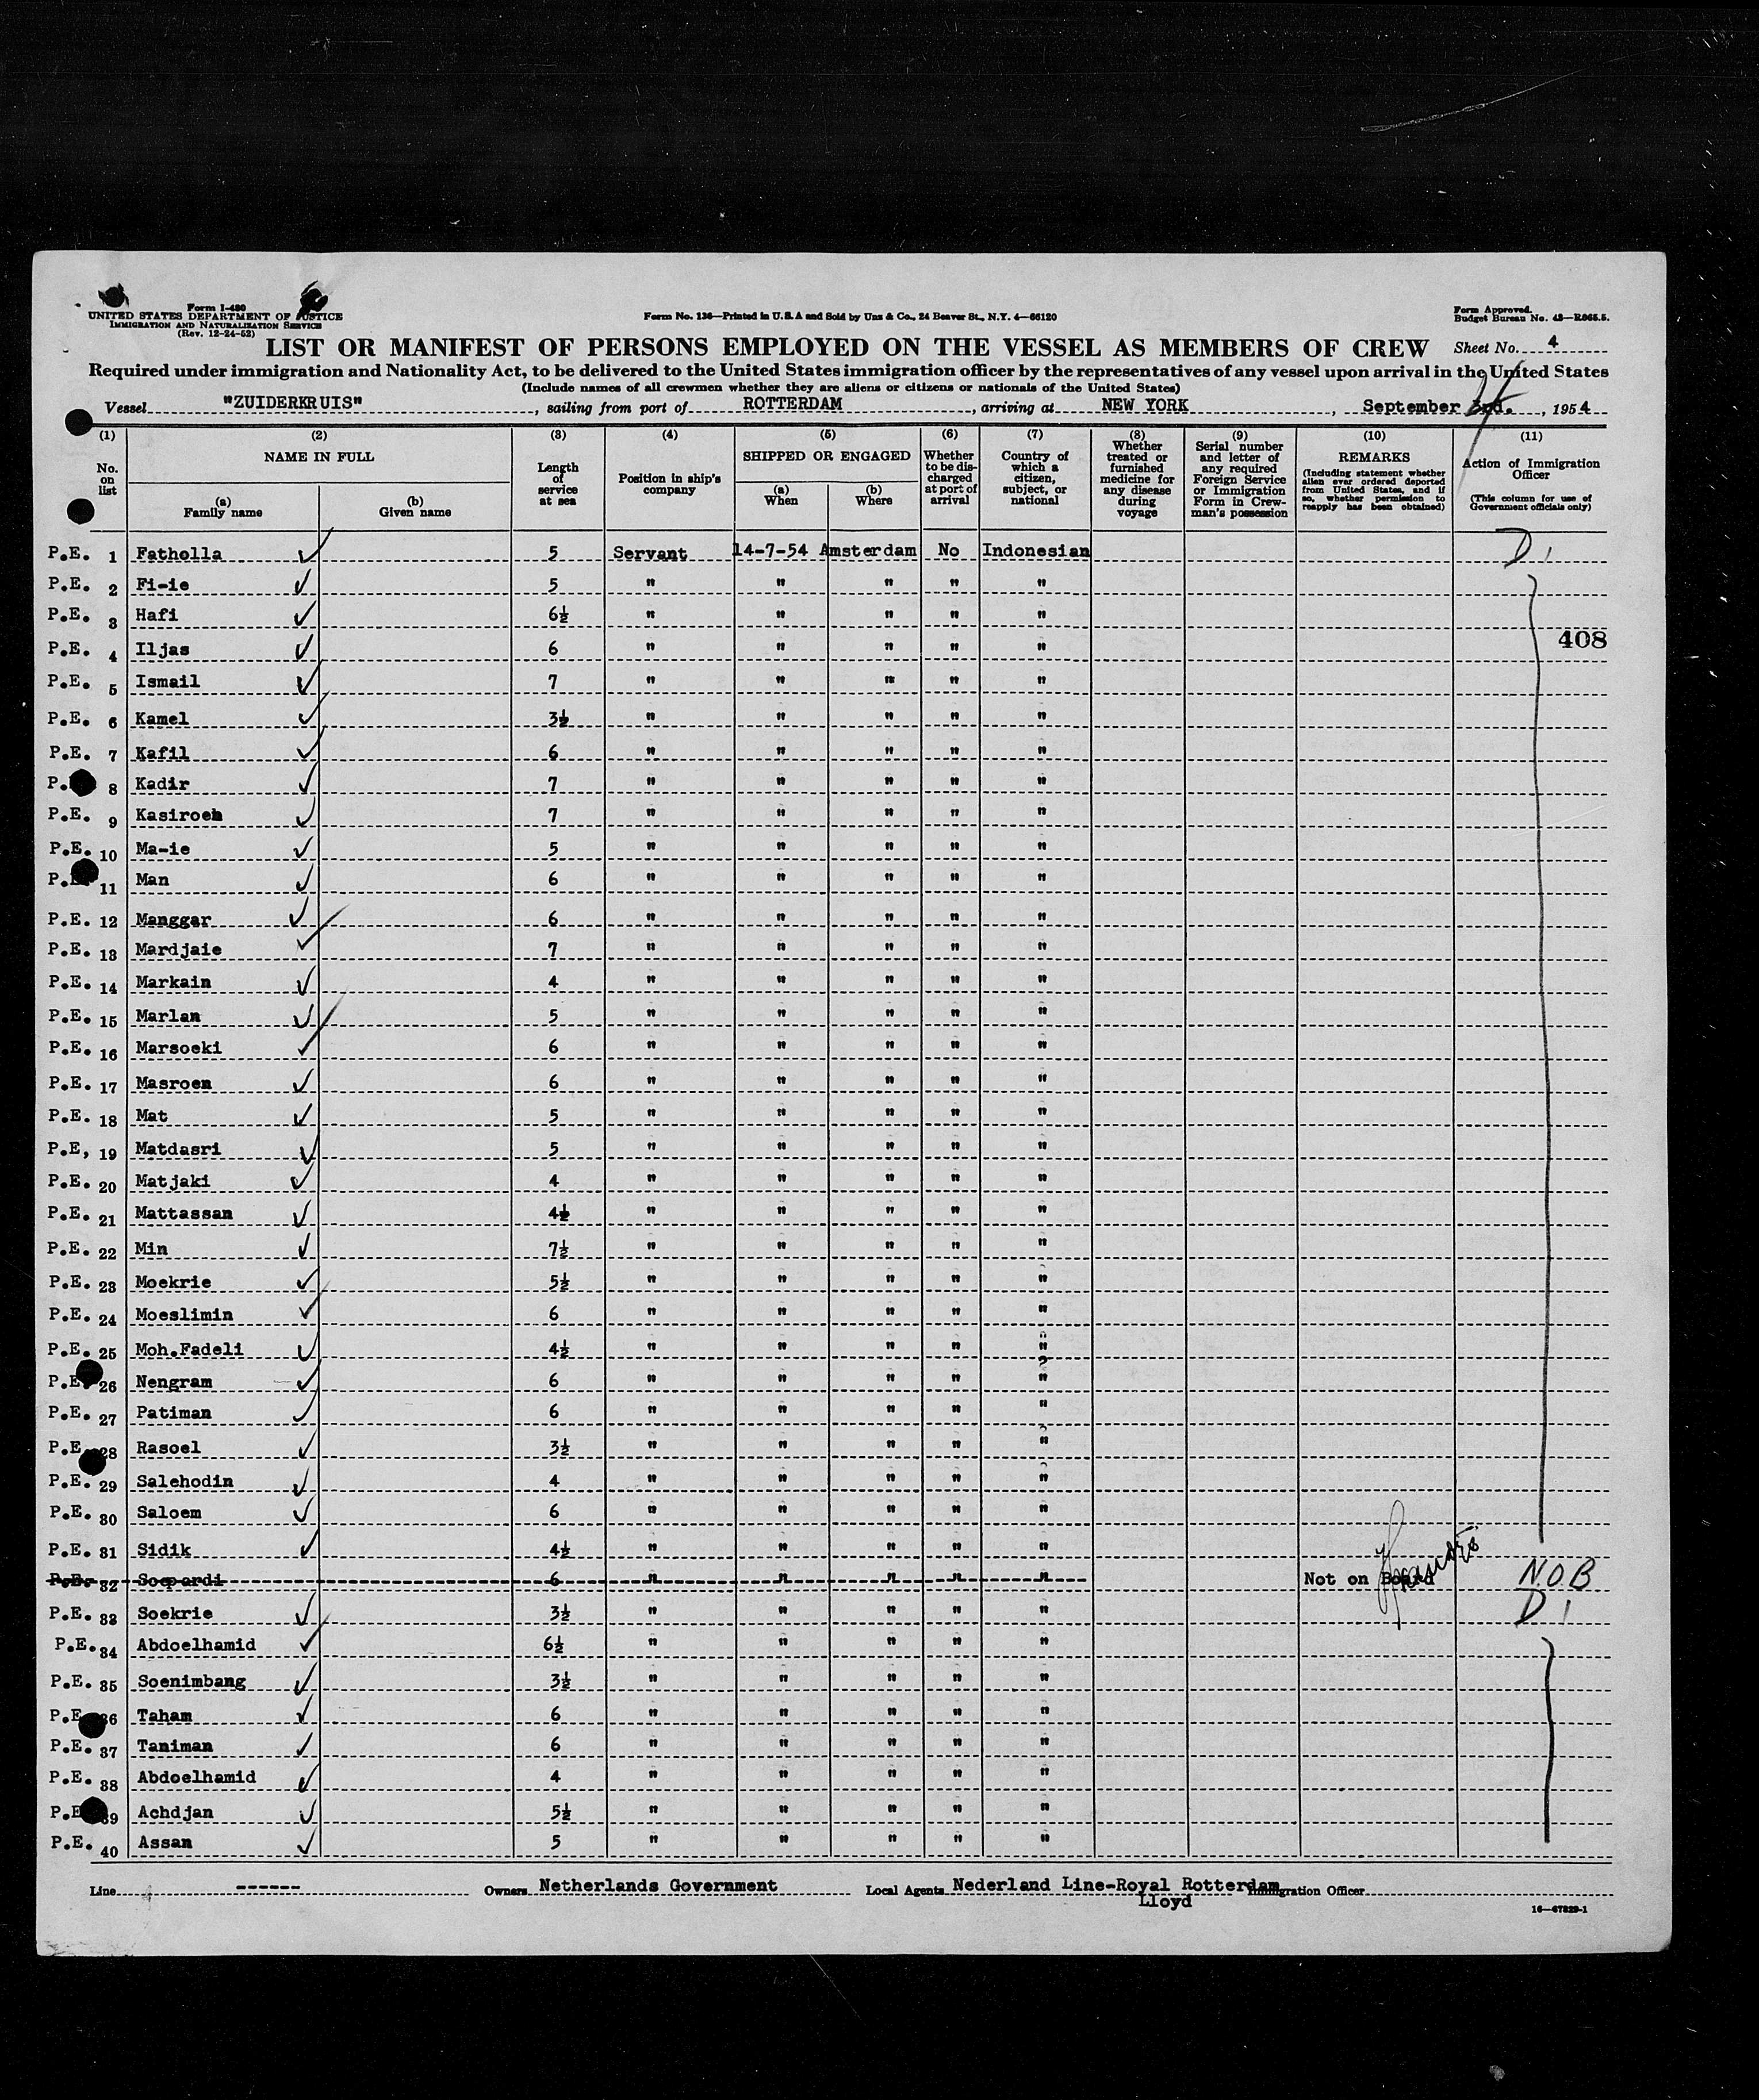 Form I-480
UNITED STATES DEPARTMENT OF JUSTICE
IMMIGRATION AND NATURALIZATION SERVICE
(Rev. 12-24-52)
Form No. 136—Printed in U.S.A and Sold by Unz & Co., 24 Beaver St., N.Y. 4—66120
Form Approved.
Budget Bureau No. 43—R065.5.
LIST OR MANIFEST OF PERSONS EMPLOYED ON THE VESSEL AS MEMBERS OF CREW Sheet No. 4
Required under immigration and Nationality Act, to be delivered to the United States immigration officer by the representatives of any vessel upon arrival in the United States
(Include names of all crewmen whether they are aliens or citizens or nationals of the United States)
Vessel "ZUIDERKRUIS", sailing from port of ROTTERDAM, arriving at NEW YORK, September 3nd., 1954
(1) No. on list
(2) NAME IN FULL (a) Family name (b) Given name
(3) Length of service at sea
(4) Position in ship's company
(5) SHIPPED OR ENGAGED (a) When (b) Where
(6) Whether to be discharged at port of arrival
(7) Country of which a citizen, subject, or national
(8) Whether treated or furnished medicine for any disease during voyage
(9) Serial number and letter of any required Foreign Service or Immigration Form in Crewman's possession
(10) REMARKS (Including statement whether alien ever ordered deported from United States, and if so, whether permission to reapply has been obtained)
(11) Action of Immigration Officer (This column for use of Government officials only)
P.E. 1 Fatholla 5 Servant 14-7-54 Amsterdam No Indonesian D1
P.E. 2 Fi-ie 5 " " " " "
P.E. 3 Hafi 6½ " " " " "
408
P.E. 4 Iljas 6 " " " " "
P.E. 5 Ismail 7 " " " " "
P.E. 6 Kamel 3½ " " " " "
P.E. 7 Kafil 6 " " " " "
P. 8 Kadir 7 " " " " "
P.E. 9 Kasiroen 7 " " " " "
P.E. 10 Ma-ie 5 " " " " "
P. 11 Man 6 " " " " "
P.E. 12 Manggar 6 " " " " "
P.E. 13 Mardjaie 7 " " " " "
P.E. 14 Markain 4 " " " " "
P.E. 15 Marlan 5 " " " " "
P.E. 16 Marsoeki 6 " " " " "
P.E. 17 Masroen 6 " " " " "
P.E. 18 Mat 5 " " " " "
P.E, 19 Matdasri 5 " " " " "
P.E. 20 Matjaki 4 " " " " "
P.E. 21 Mattassan 4½ " " " " "
P.E. 22 Min 7½ " " " " "
P.E. 23 Moekrie 5½ " " " " "
P.E. 24 Moeslimin 6 " " " " "
P.E. 25 Moh.Fadeli 4½ " " " " "
P.E. 26 Nengram 6 " " " " "
P.E. 27 Patiman 6 " " " " "
P.E. 28 Rasoel 3½ " " " " "
P.E. 29 Salehodin 4 " " " " "
P.E. 30 Saloem 6 " " " " "
P.E. 31 Sidik 4½ " " " " "
P.E. 32 Soepardi 6 " " " " " Not on Board N.O.B
P.E. 33 Soekrie 3½ " " " " " D1
P.E. 34 Abdoelhamid 6½ " " " " "
P.E. 35 Soenimbang 3½ " " " " "
P.E. 36 Taham 6 " " " " "
P.E. 37 Taniman 6 " " " " "
P.E. 38 Abdoelhamid 4 " " " " "
P.E. 39 Achdjan 5½ " " " " "
P.E. 40 Assan 5 " " " " "
Line ------ Owners Netherlands Government Local Agents Nederland Line-Royal Rotterdam Immigration Officer
Lloyd
16—67829-1